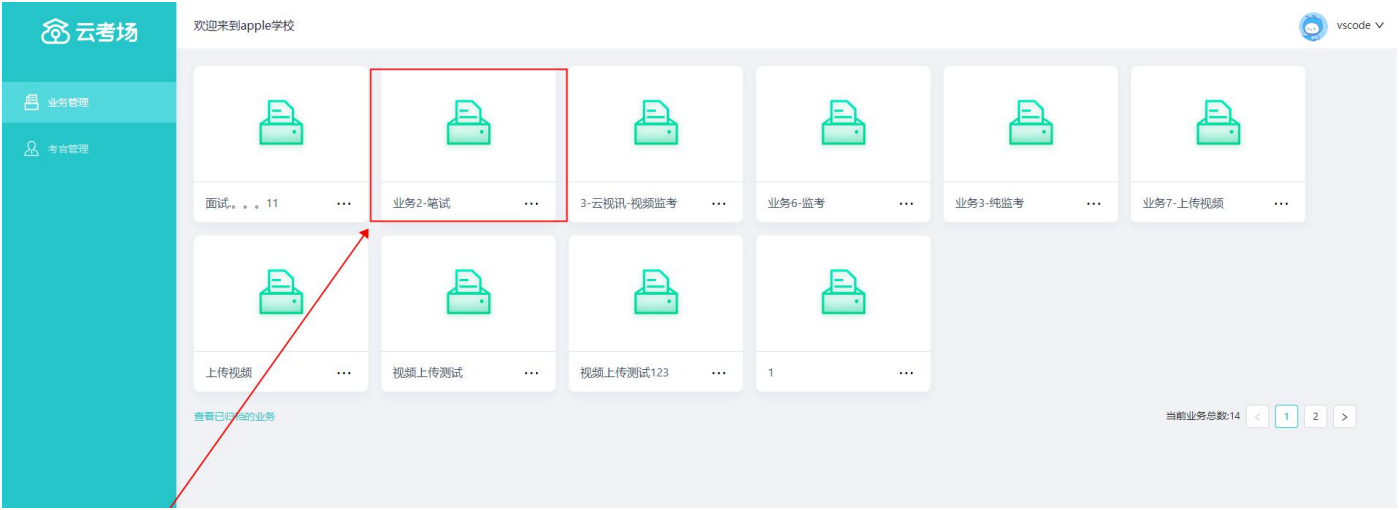 云考场
欢迎来到apple学校
vscode
业务管理
考官管理
面试。。。11 ...
业务2-笔试 ...
3-云视讯-视频监考 ...
业务6-监考 ...
业务3-纯监考 ...
业务7-上传视频 ...
上传视频 ...
视频上传测试 ...
视频上传测试123 ...
1 ...
查看已归档的业务
当前业务总数:14 < 1 2 >